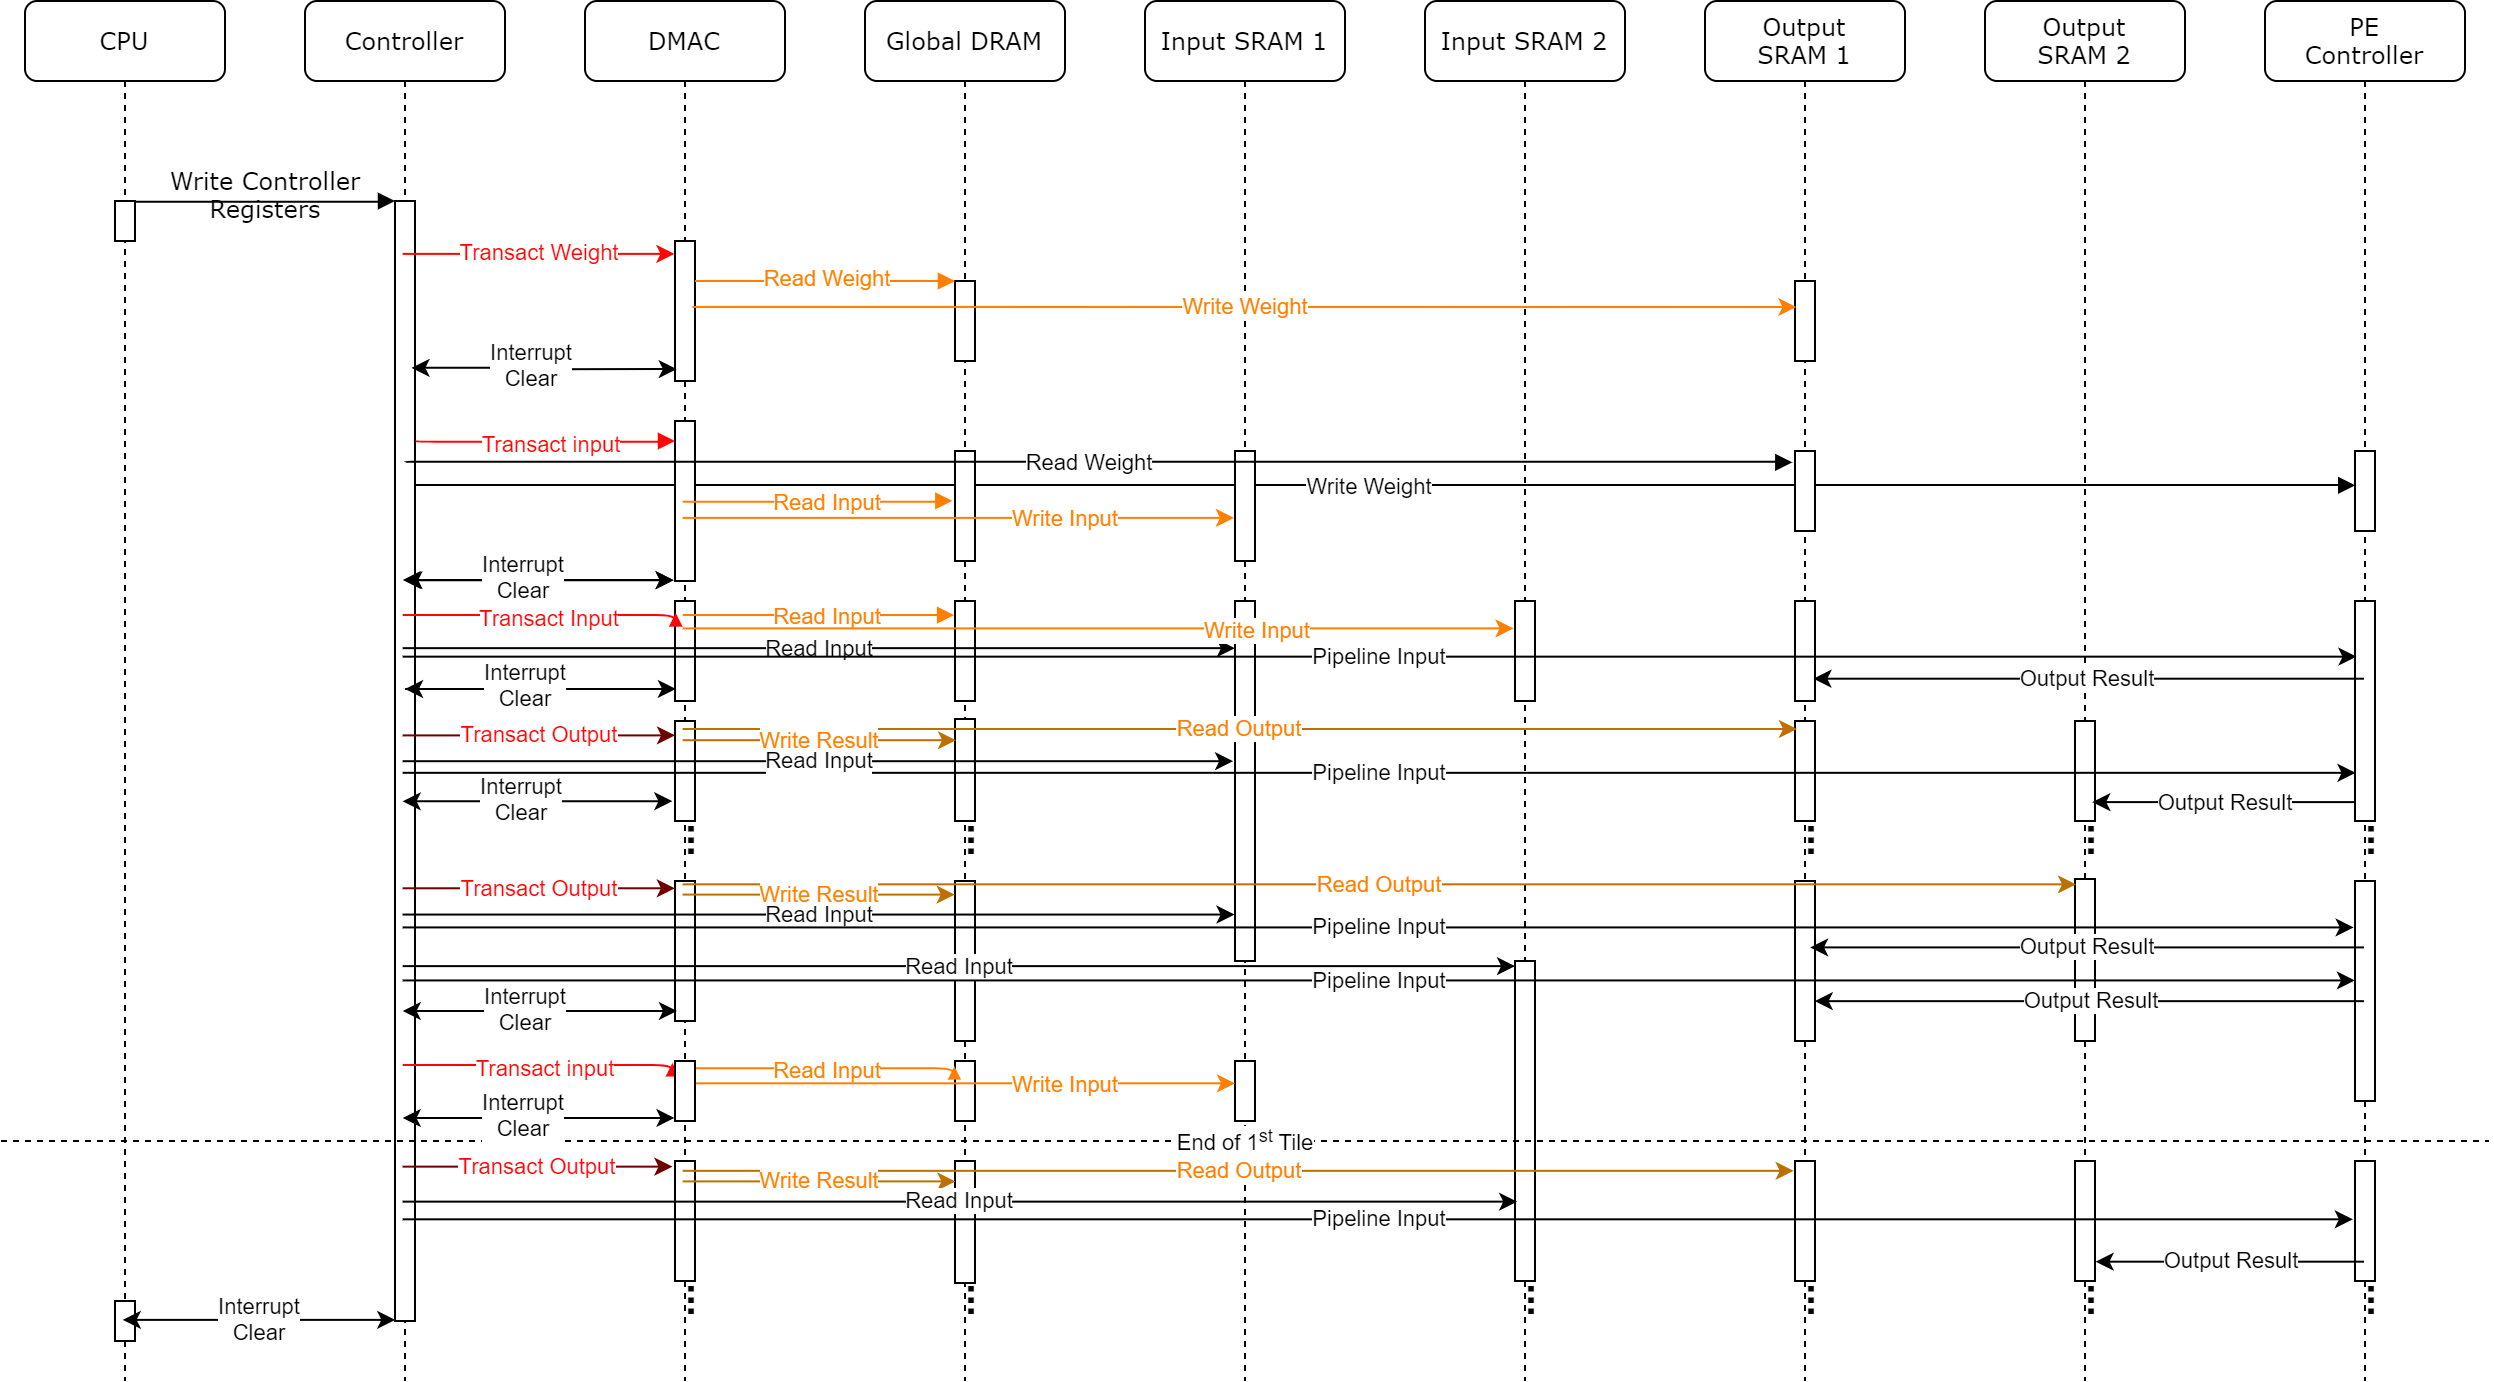 CPU
Controller
DMAC
Global DRAM
Input SRAM 1
Input SRAM 2
Output
SRAM 1
Output
SRAM 2
PE
Controller
Write Controller
Registers
Transact Weight
Read Weight
Write Weight
Interrupt
Clear
Transact input
Read Weight
Write Weight
Read Input
Write Input
Interrupt
Clear
Transact Input
Read Input
Write Input
Read Input
Pipeline Input
Interrupt
Clear
Output Result
Transact Output
Read Output
Write Result
Read Input
Pipeline Input
Interrupt
Clear
Output Result
Transact Output
Read Output
Write Result
Read Input
Pipeline Input
Output Result
Read Input
Pipeline Input
Interrupt
Clear
Output Result
Transact input
Read Input
Write Input
Interrupt
Clear
End of 1st Tile
Transact Output
Read Output
Write Result
Read Input
Pipeline Input
Output Result
Interrupt
Clear